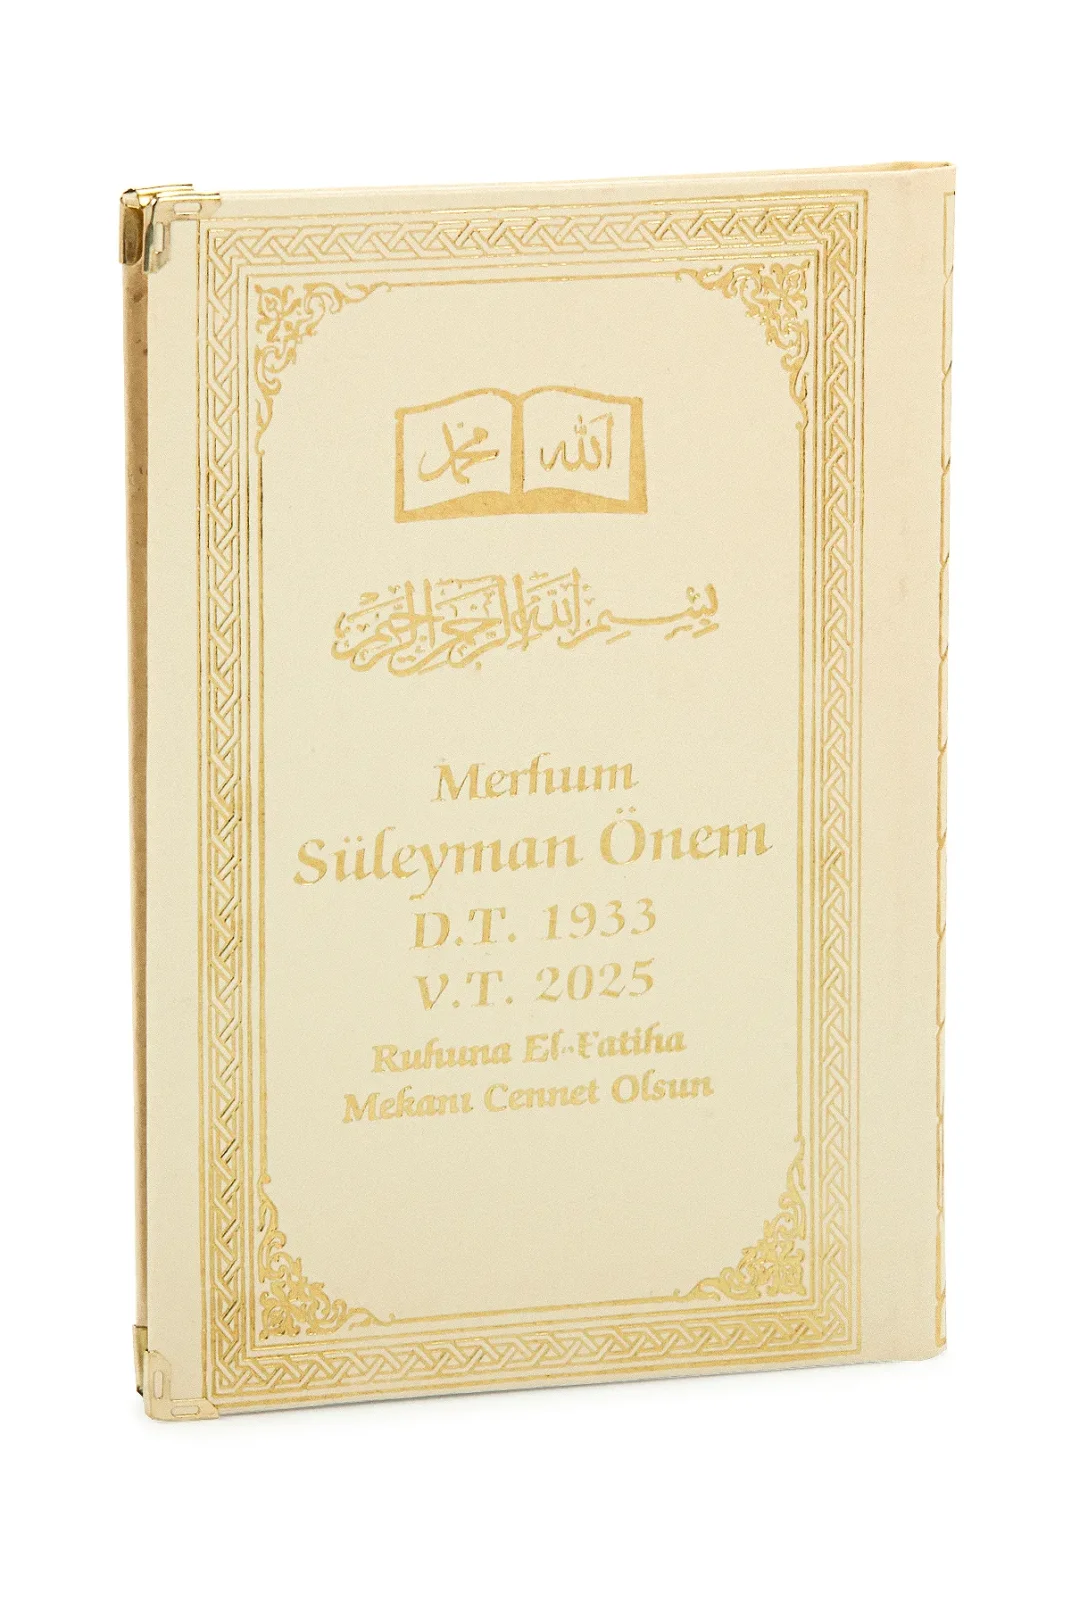 محمد الله
بسم الله الرحمن الرحيم
Merhum
Süleyman Önem
D.T. 1933
V.T. 2025
Ruhuna El-Fatiha
Mekanı Cennet Olsun